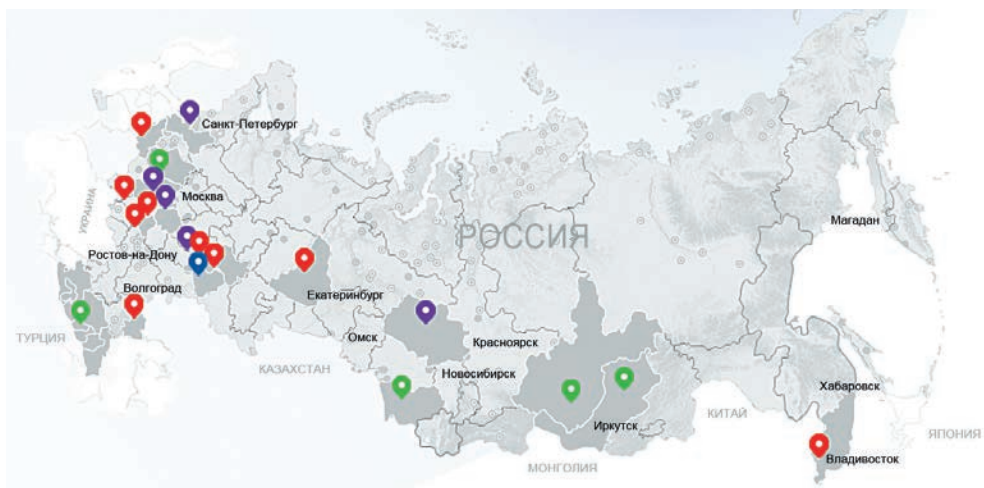 Санкт-Петербург
УКРАИНА
Москва
РОССИЯ
Магадан
Ростов-на-Дону
Волгоград
Екатеринбург
ТУРЦИЯ
Омск
Красноярск
КАЗАХСТАН
Новосибирск
Хабаровск
КИТАЙ
Иркутск
ЯПОНИЯ
Владивосток
МОНГОЛИЯ